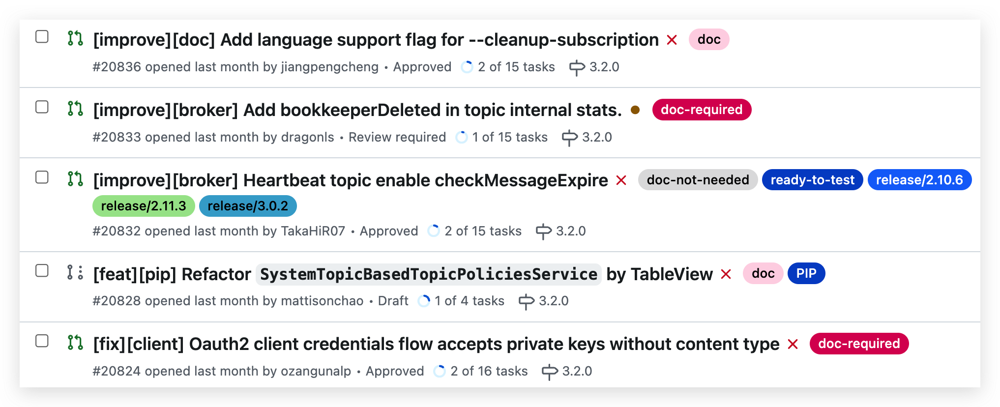 [improve][doc] Add language support flag for --cleanup-subscription doc
#20836 opened last month by jiangpengcheng • Approved 2 of 15 tasks 3.2.0
[improve][broker] Add bookkeeperDeleted in topic internal stats. doc-required
#20833 opened last month by dragonls • Review required 1 of 15 tasks 3.2.0
[improve][broker] Heartbeat topic enable checkMessageExpire doc-not-needed ready-to-test release/2.10.6
release/2.11.3 release/3.0.2
#20832 opened last month by TakaHiR07 • Approved 2 of 15 tasks 3.2.0
[feat][pip] Refactor SystemTopicBasedTopicPoliciesService by TableView doc PIP
#20828 opened last month by mattisonchao • Draft 1 of 4 tasks 3.2.0
[fix][client] Oauth2 client credentials flow accepts private keys without content type doc-required
#20824 opened last month by ozangunalp • Approved 2 of 16 tasks 3.2.0